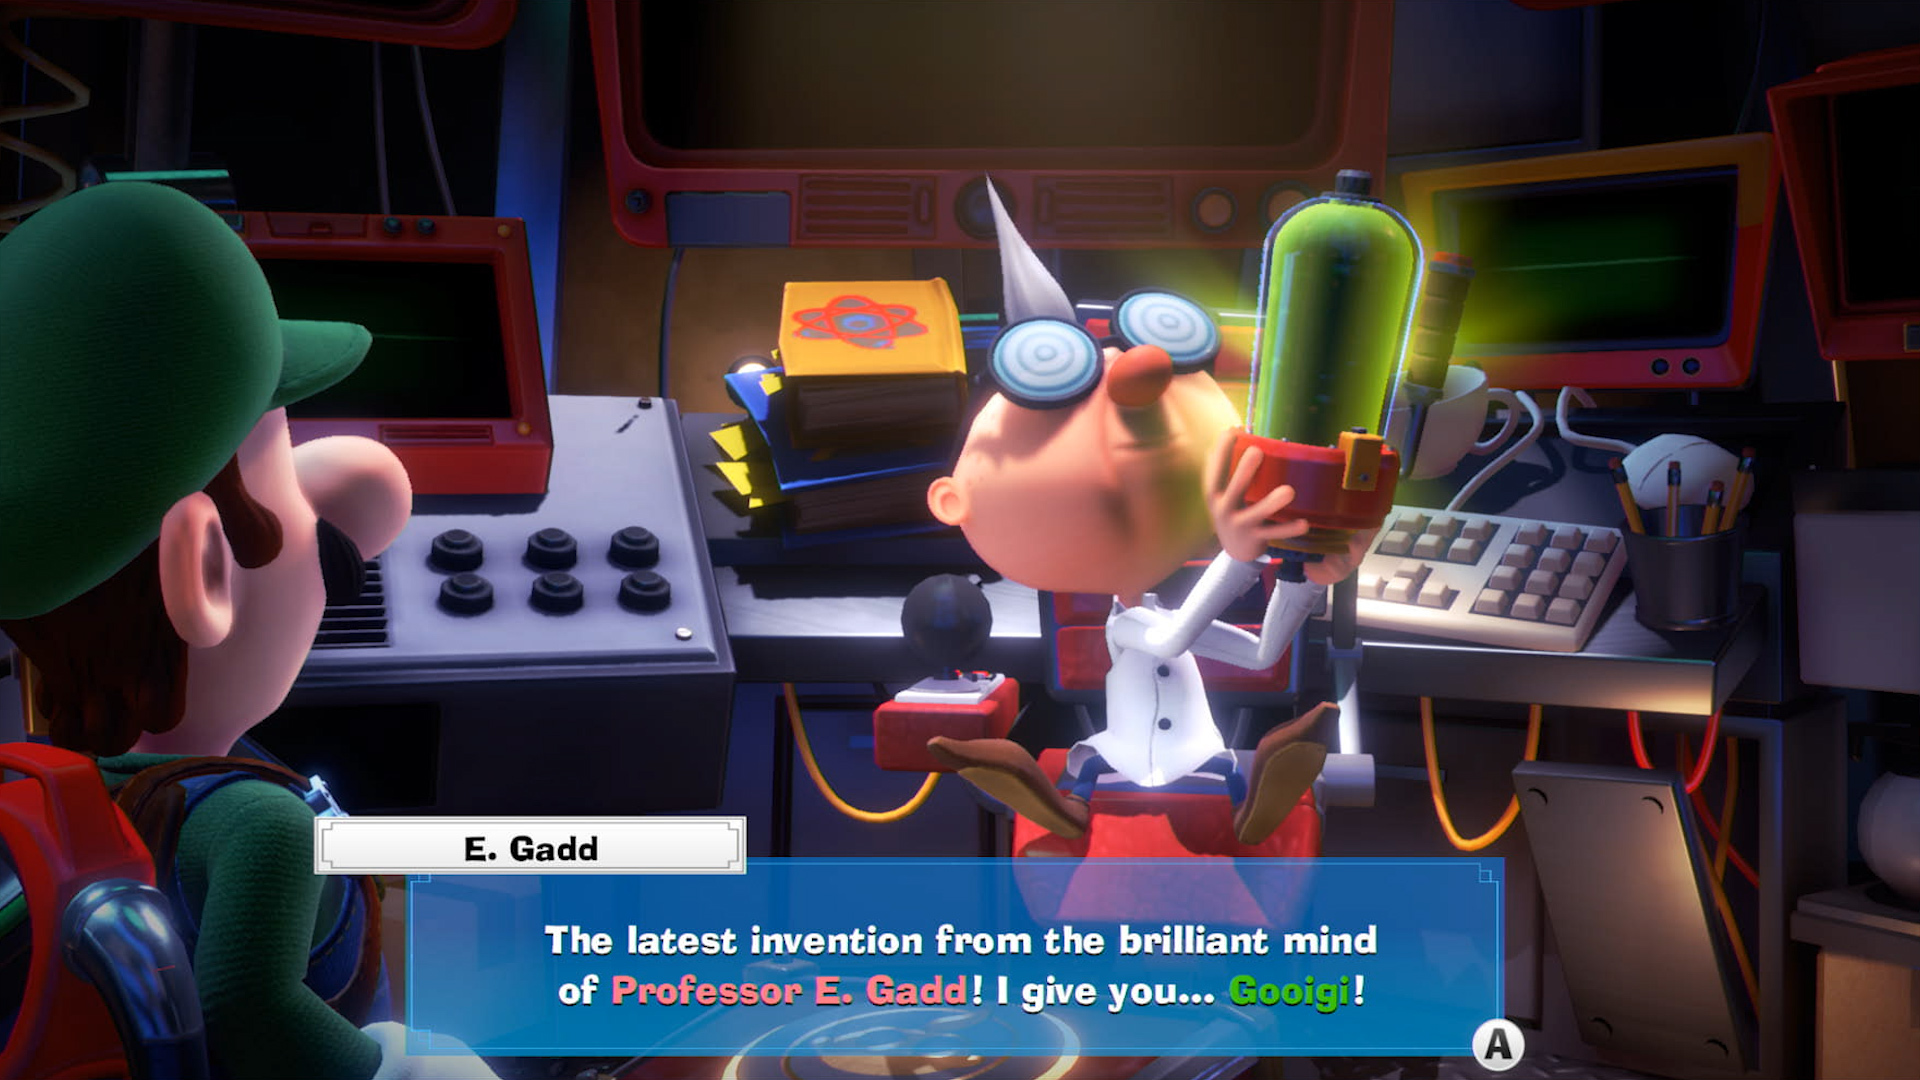 E. Gadd
The latest invention from the brilliant mind
of Professor E. Gadd! I give you... Gooigi!
A